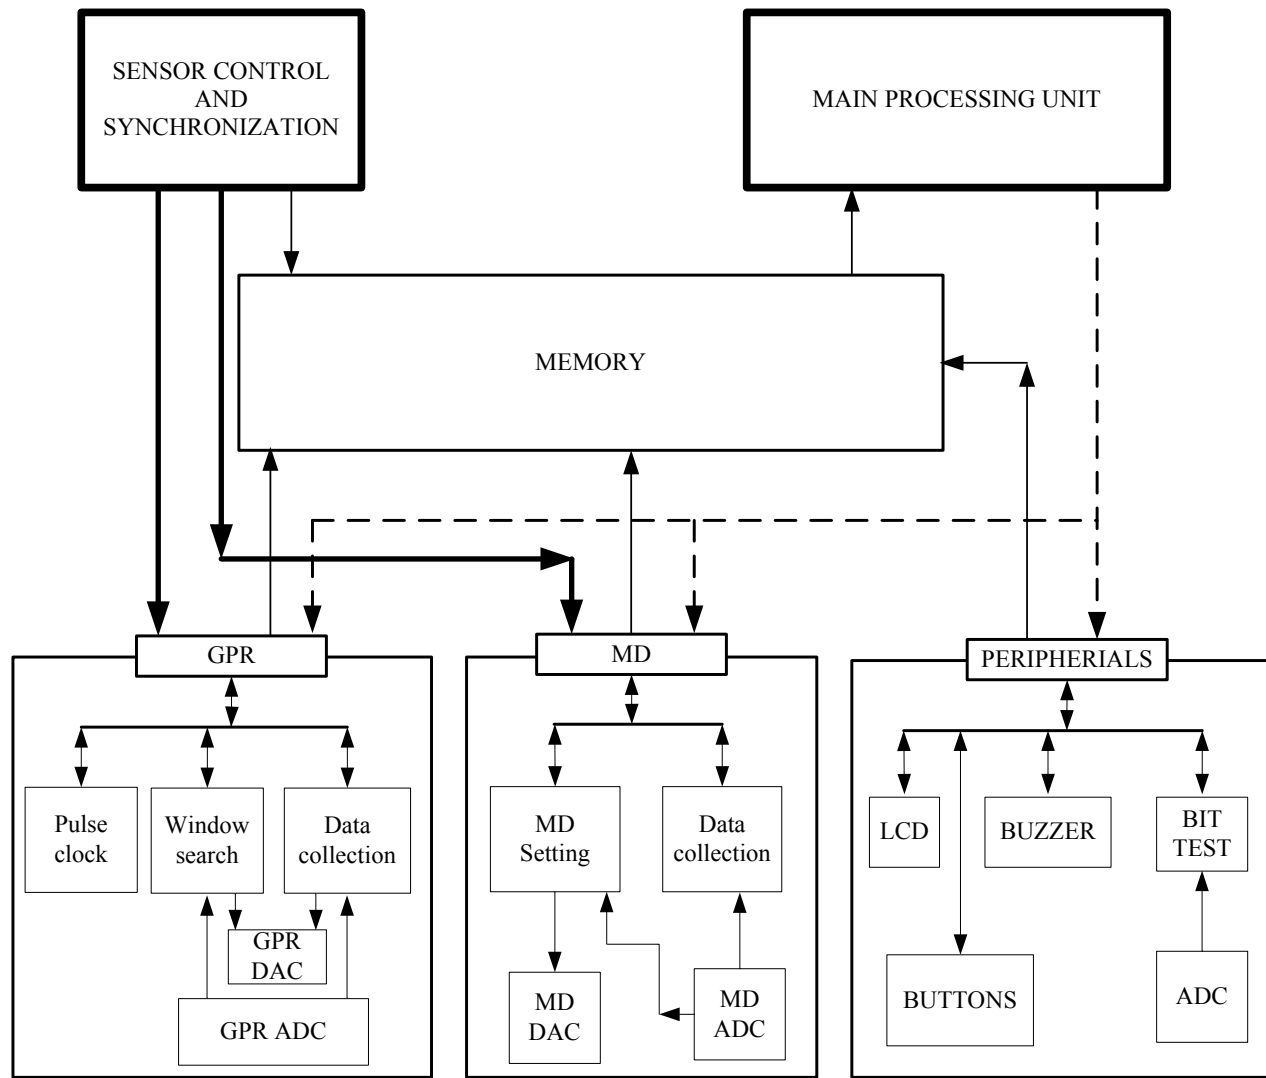 SENSOR CONTROL
AND
SYNCHRONIZATION
MAIN PROCESSING UNIT
MEMORY
GPR
MD
PERIPHERIALS
Pulse
clock
Window
search
Data
collection
GPR
DAC
GPR ADC
MD
Setting
Data
collection
MD
DAC
MD
ADC
LCD
BUZZER
BIT
TEST
BUTTONS
ADC